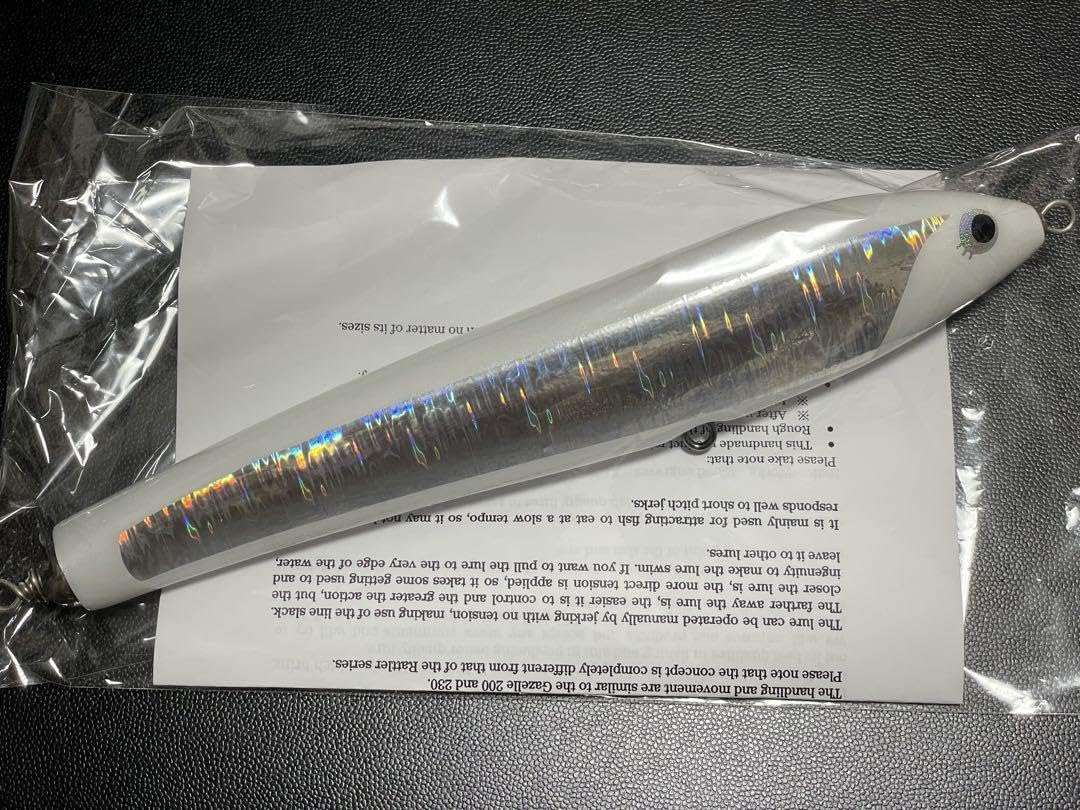 The handling and movement are similar to the Gazelle 200 and 230.
Please note that the concept is completely different from that of the Rattler series.
The lure can be operated manually by jerking with no tension, making use of the line slack.
The farther away the lure is, the easier it is to control and the greater the action, but the
closer the lure is, the more direct tension is applied, so it takes some getting used to and
ingenuity to make the lure swim. If you want to pull the lure to the very edge of the water,
leave it to other lures.
It is mainly used for attracting fish to eat at a slow tempo, so it may not
responds well to short pitch jerks.
Please take note that:
• This handmade
• Rough handling of
※ After
※
no matter of its sizes.